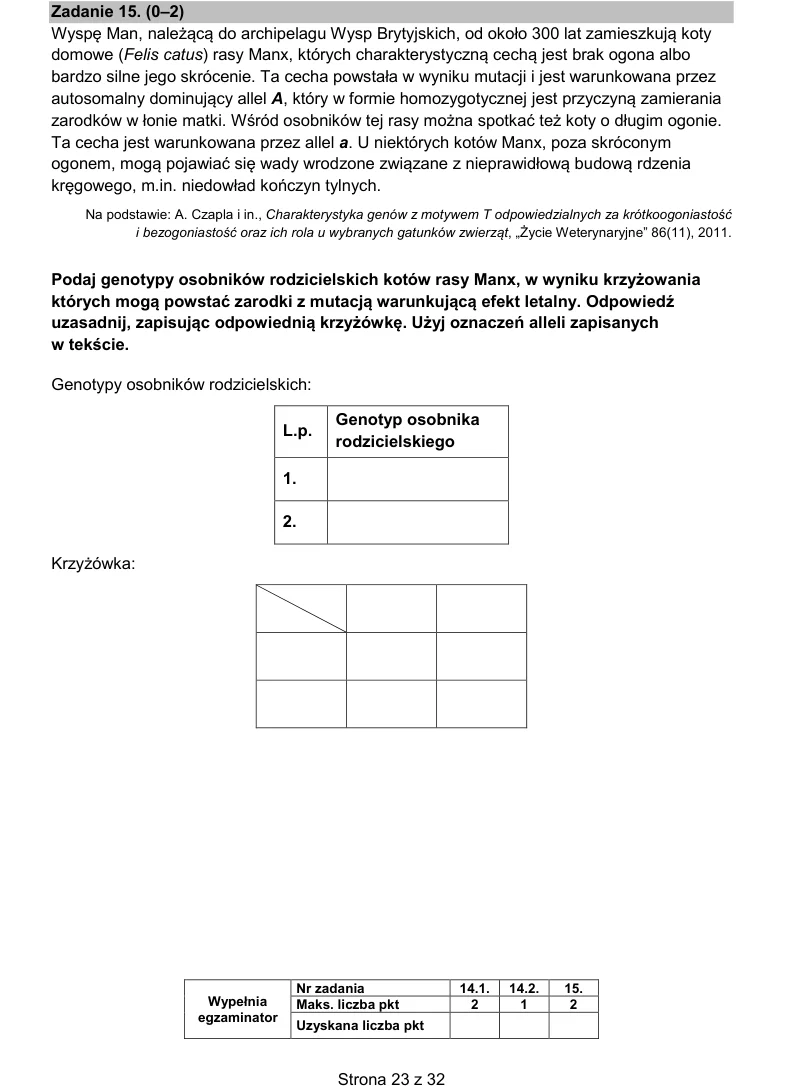 Zadanie 15. (0–2)
Wyspę Man, należącą do archipelagu Wysp Brytyjskich, od około 300 lat zamieszkują koty
domowe (Felis catus) rasy Manx, których charakterystyczną cechą jest brak ogona albo
bardzo silne jego skrócenie. Ta cecha powstała w wyniku mutacji i jest warunkowana przez
autosomalny dominujący allel A, który w formie homozygotycznej jest przyczyną zamierania
zarodków w łonie matki. Wśród osobników tej rasy można spotkać też koty o długim ogonie.
Ta cecha jest warunkowana przez allel a. U niektórych kotów Manx, poza skróconym
ogonem, mogą pojawiać się wady wrodzone związane z nieprawidłową budową rdzenia
kręgowego, m.in. niedowład kończyn tylnych.
Na podstawie: A. Czapla i in., Charakterystyka genów z motywem T odpowiedzialnych za krótkoogoniastość
i bezogoniastość oraz ich rola u wybranych gatunków zwierząt, „Życie Weterynaryjne” 86(11), 2011.
Podaj genotypy osobników rodzicielskich kotów rasy Manx, w wyniku krzyżowania
których mogą powstać zarodki z mutacją warunkującą efekt letalny. Odpowiedź
uzasadnij, zapisując odpowiednią krzyżówkę. Użyj oznaczeń alleli zapisanych
w tekście.
Genotypy osobników rodzicielskich:
L.p. Genotyp osobnika
rodzicielskiego
1.
2.
Krzyżówka:
Wypełnia
egzaminator
Nr zadania 14.1. 14.2. 15.
Maks. liczba pkt 2 1 2
Uzyskana liczba pkt
Strona 23 z 32